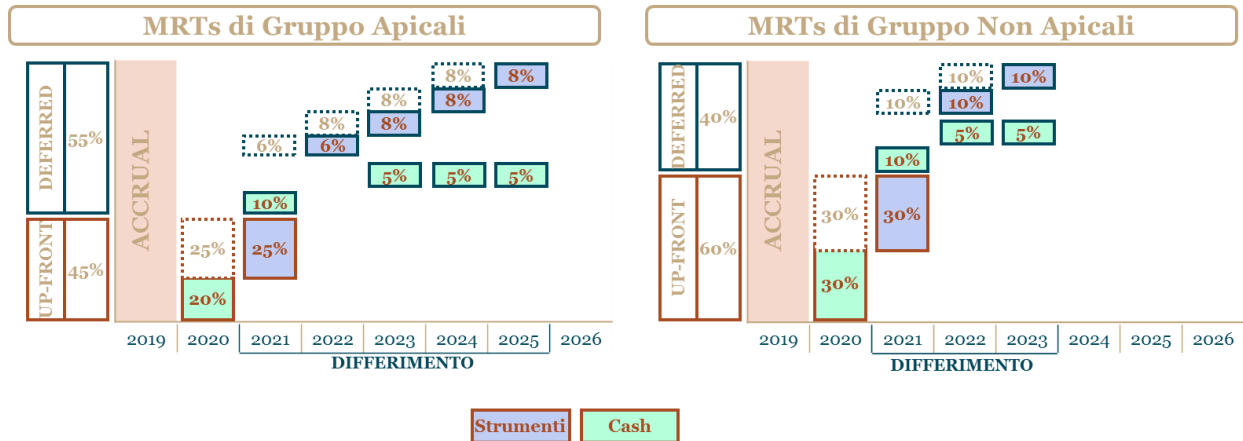 MRTs di Gruppo Apicali
DEFERRED
55%
UP-FRONT
45%
ACCRUAL
8% 8%
8% 8%
8% 8%
6% 6%
5% 5% 5%
10%
25% 25%
20%
2019 2020 2021 2022 2023 2024 2025 2026
DIFFERIMENTO
MRTs di Gruppo Non Apicali
DEFERRED
40%
UP-FRONT
60%
ACCRUAL
10% 10%
10% 10%
5% 5%
10%
30% 30%
30%
2019 2020 2021 2022 2023 2024 2025 2026
DIFFERIMENTO
Strumenti Cash